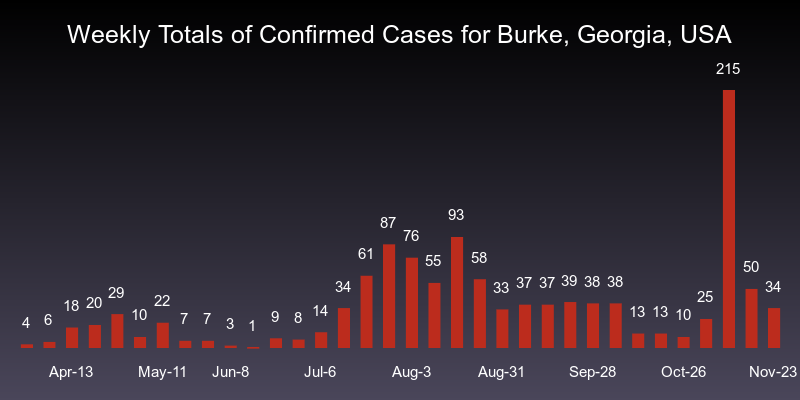 Weekly Totals of Confirmed Cases for Burke, Georgia, USA
4 6 18 20 29 10 22 7 7 3 1 9 8 14 34 61 87 76 55 93 58 33 37 37 39 38 38 13 13 10 25 215 50 34
Apr-13 May-11 Jun-8 Jul-6 Aug-3 Aug-31 Sep-28 Oct-26 Nov-23